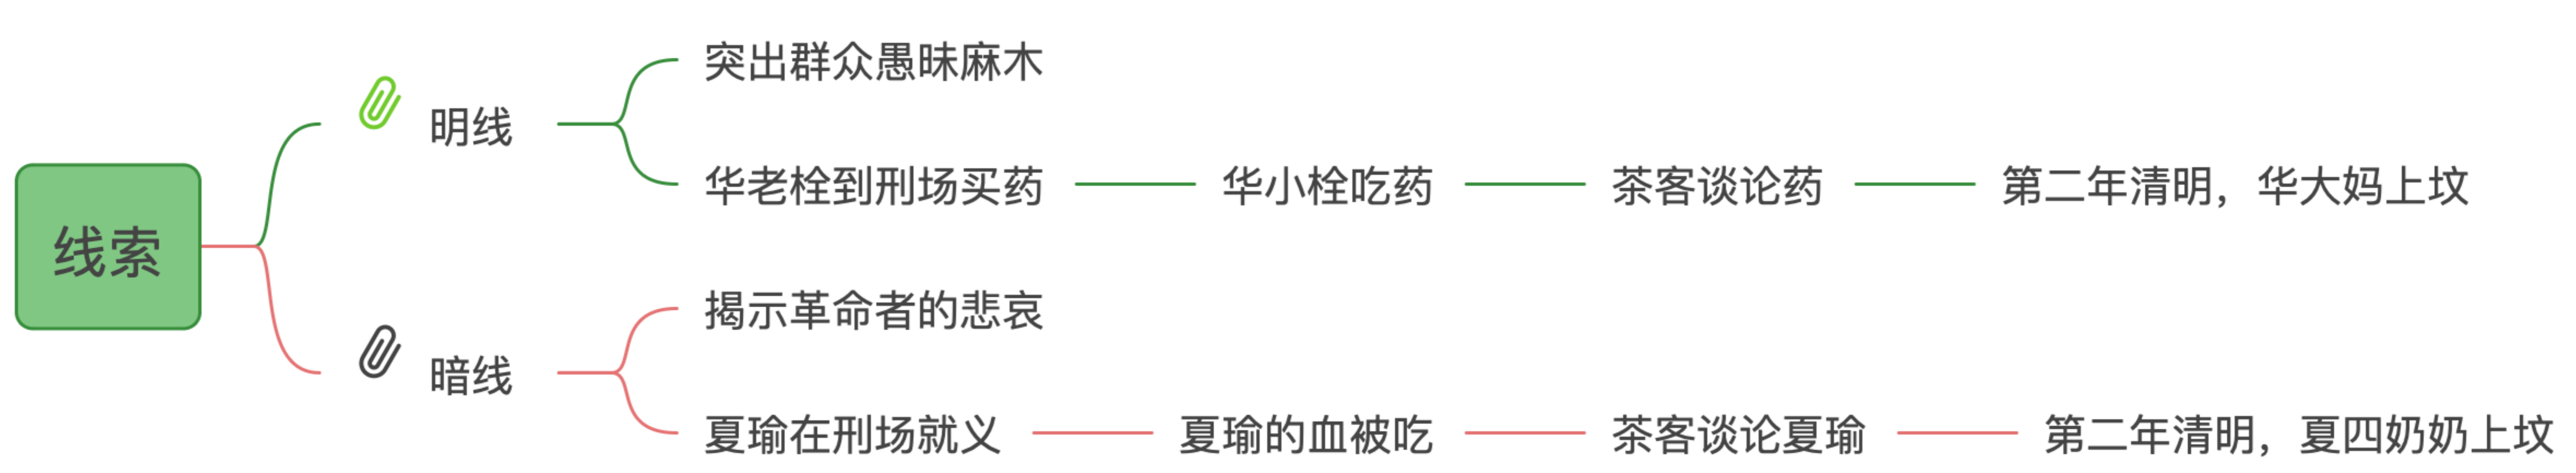 线索
明线
突出群众愚昧麻木
华老栓到刑场买药
华小栓吃药
茶客谈论药
第二年清明，华大妈上坟
暗线
揭示革命者的悲哀
夏瑜在刑场就义
夏瑜的血被吃
茶客谈论夏瑜
第二年清明，夏四奶奶上坟